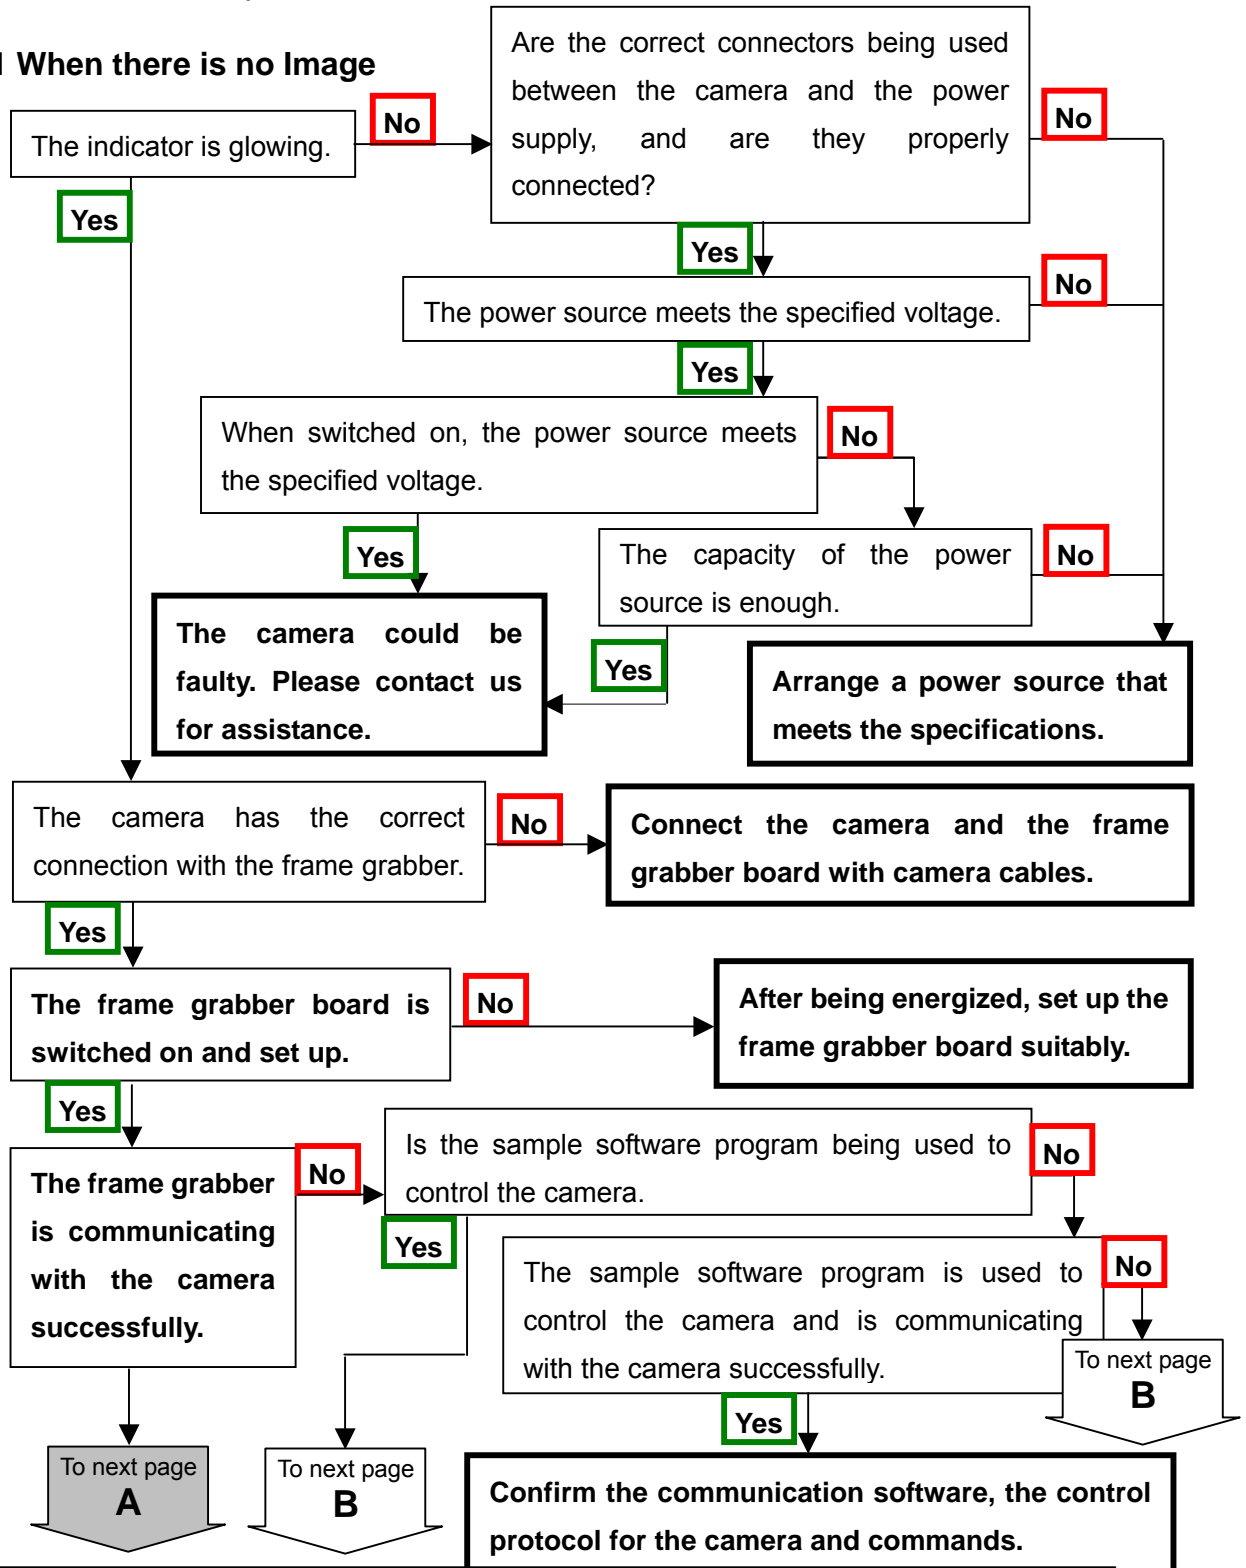 When there is no Image
The indicator is glowing.
No
Are the correct connectors being used
between the camera and the power
supply, and are they properly
connected?
No
Yes
Yes
The power source meets the specified voltage.
No
Yes
When switched on, the power source meets
the specified voltage.
No
Yes
The capacity of the power
source is enough.
No
Yes
The camera could be
faulty. Please contact us
for assistance.
Arrange a power source that
meets the specifications.
The camera has the correct
connection with the frame grabber.
No
Connect the camera and the frame
grabber board with camera cables.
Yes
The frame grabber board is
switched on and set up.
No
After being energized, set up the
frame grabber board suitably.
Yes
The frame grabber
is communicating
with the camera
successfully.
No
Is the sample software program being used to
control the camera.
No
Yes
The sample software program is used to
control the camera and is communicating
with the camera successfully.
No
To next page
B
Yes
To next page
A
To next page
B
Confirm the communication software, the control
protocol for the camera and commands.